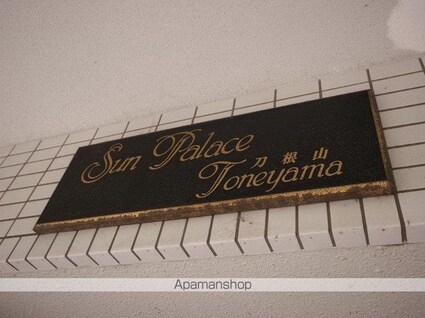 Sun Palace
刀根山
Toneyama
Apamanshop